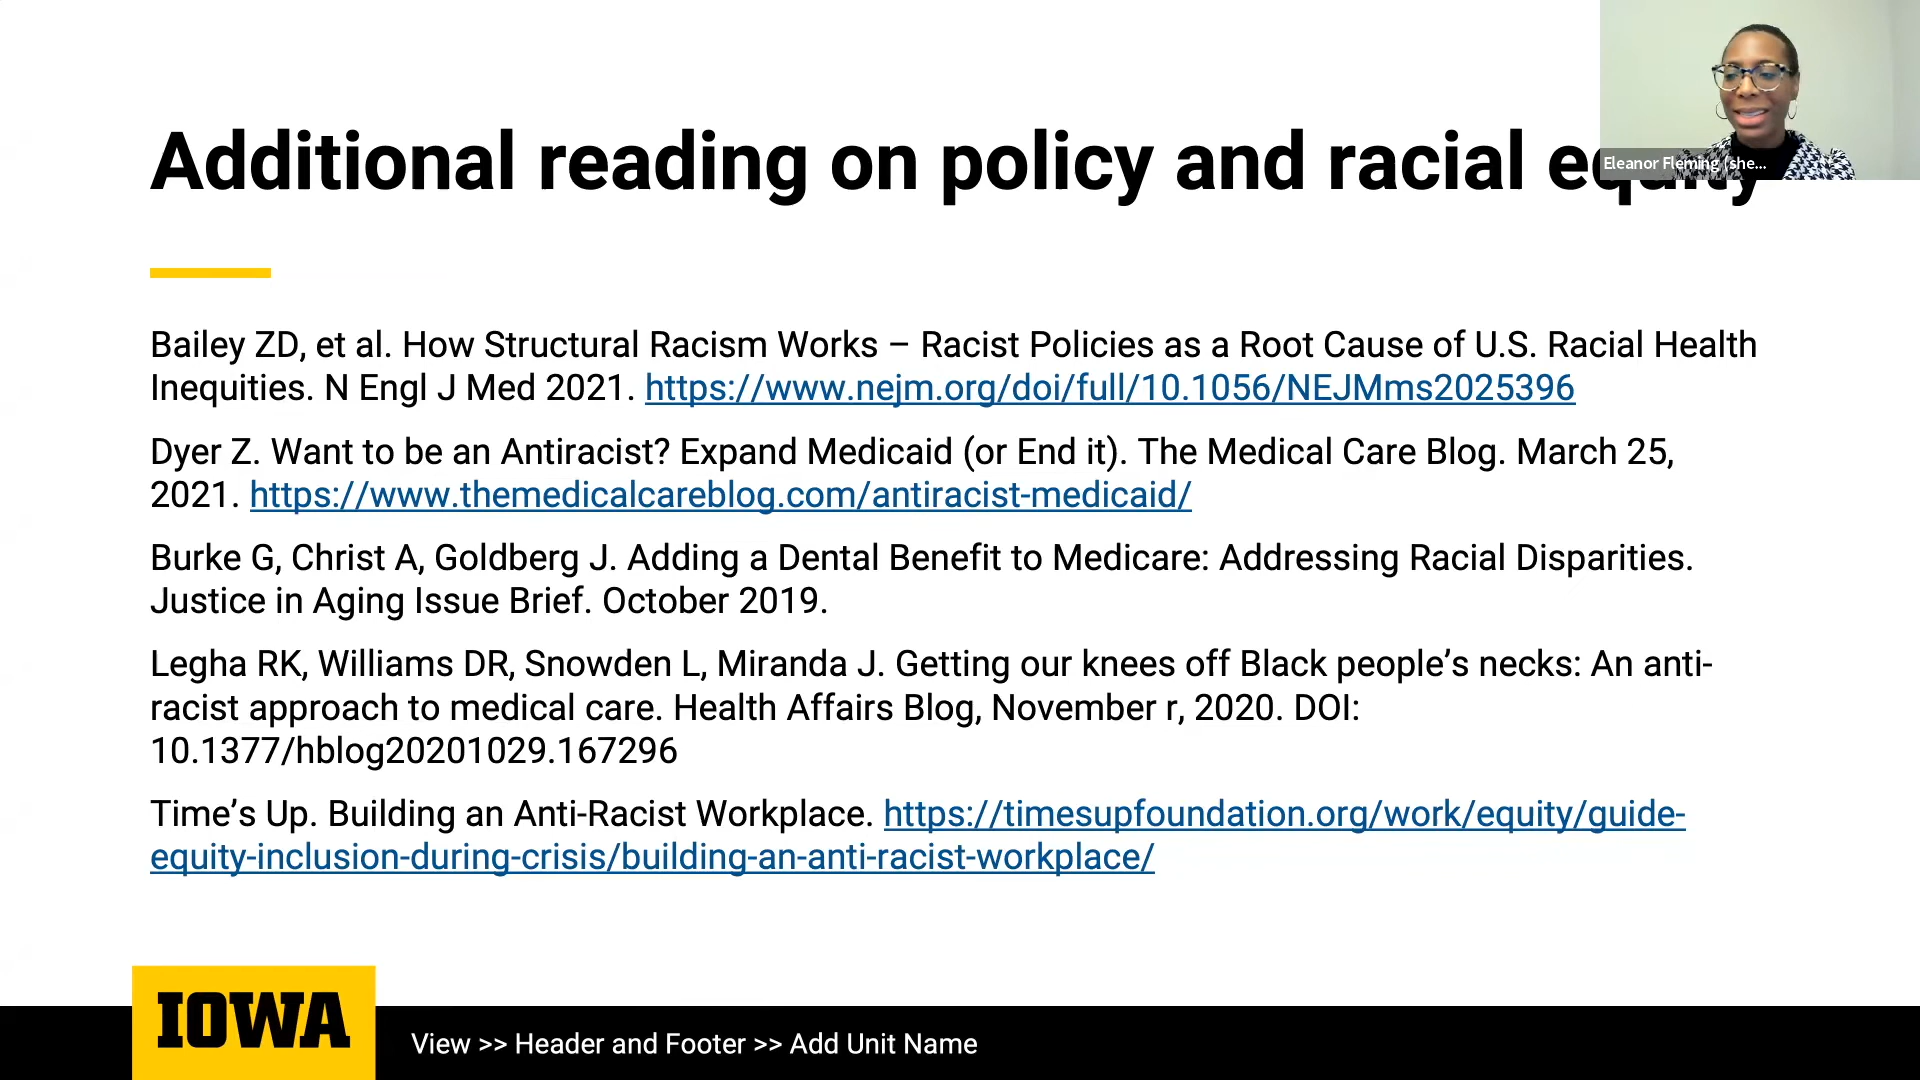 Additional reading on policy and racial equity
Eleanor Fleming (she...
Bailey ZD, et al. How Structural Racism Works – Racist Policies as a Root Cause of U.S. Racial Health
Inequities. N Engl J Med 2021. https://www.nejm.org/doi/full/10.1056/NEJMms2025396
Dyer Z. Want to be an Antiracist? Expand Medicaid (or End it). The Medical Care Blog. March 25,
2021. https://www.themedicalcareblog.com/antiracist-medicaid/
Burke G, Christ A, Goldberg J. Adding a Dental Benefit to Medicare: Addressing Racial Disparities.
Justice in Aging Issue Brief. October 2019.
Legha RK, Williams DR, Snowden L, Miranda J. Getting our knees off Black people’s necks: An anti-
racist approach to medical care. Health Affairs Blog, November r, 2020. DOI:
10.1377/hblog20201029.167296
Time’s Up. Building an Anti-Racist Workplace. https://timesupfoundation.org/work/equity/guide-
equity-inclusion-during-crisis/building-an-anti-racist-workplace/
IOWA
View >> Header and Footer >> Add Unit Name